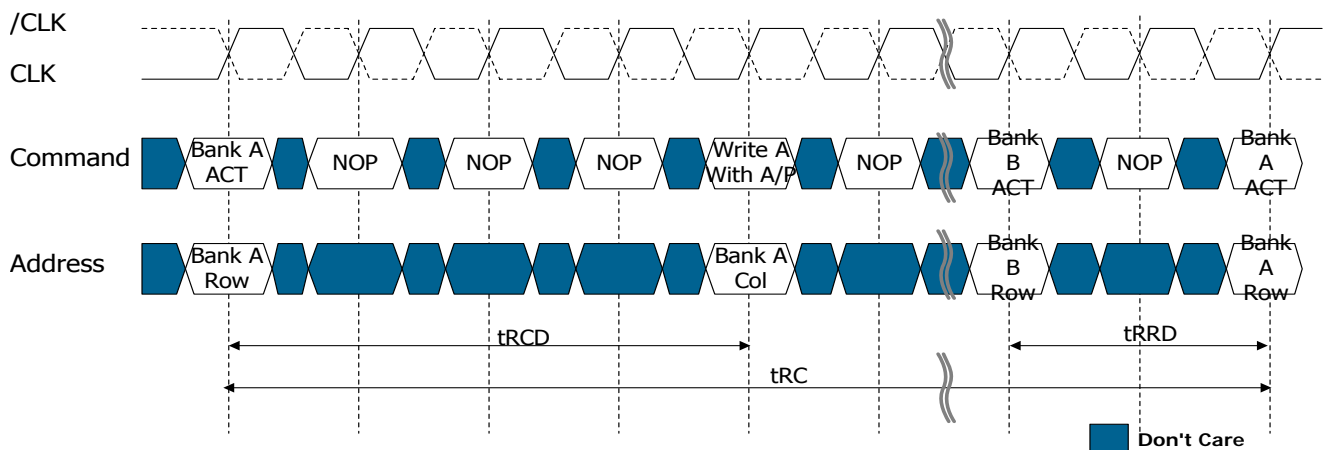 /CLK
CLK
Command
Bank A
ACT
NOP
NOP
NOP
Write A
With A/P
NOP
Bank
B
ACT
NOP
Bank
A
ACT
Address
Bank A
Row
Bank A
Col
Bank
B
Row
Bank
A
Row
tRCD
tRRD
tRC
Don't Care